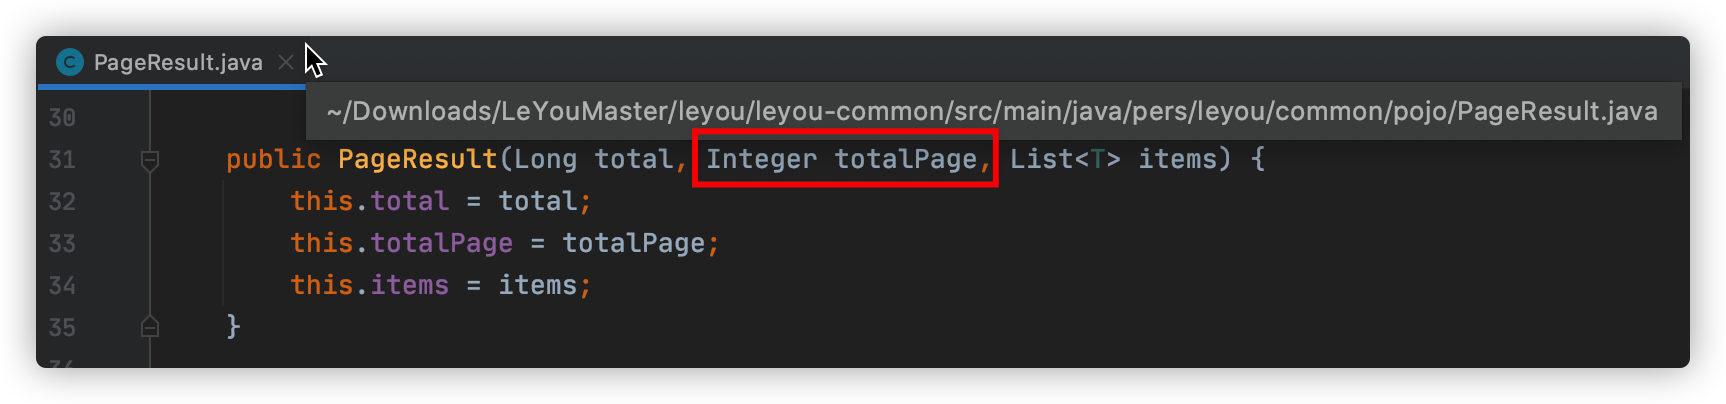 PageResult.java
~/Downloads/LeYouMaster/leyou/leyou-common/src/main/java/pers/leyou/common/pojo/PageResult.java
30
31 public PageResult(Long total, Integer totalPage, List<T> items) {
32 this.total = total;
33 this.totalPage = totalPage;
34 this.items = items;
35 }